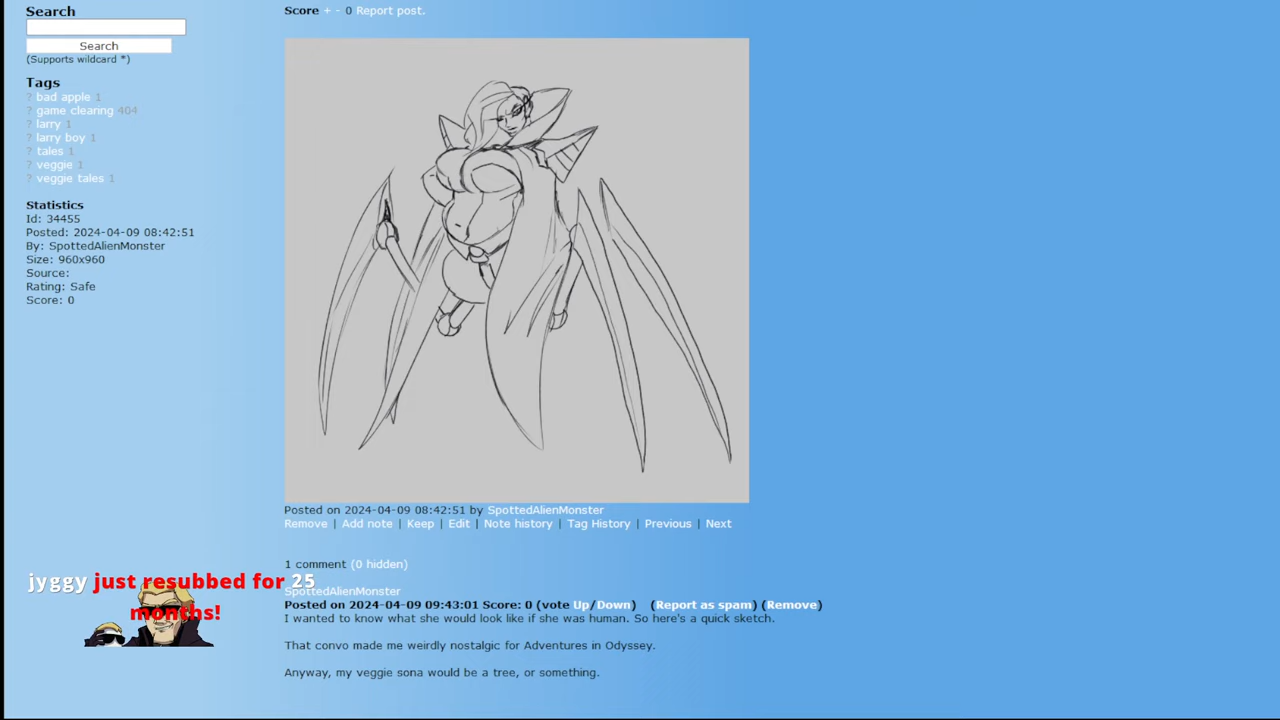 Search
Search
(Supports wildcard *)
Tags
? bad apple 1
? game clearing 404
? larry 1
? larry boy 1
? tales 1
? veggie 1
? veggie tales 1
Statistics
Id: 34455
Posted: 2024-04-09 08:42:51
By: SpottedAlienMonster
Size: 960x960
Source:
Rating: Safe
Score: 0
Score + - 0 Report post.
Posted on 2024-04-09 08:42:51 by SpottedAlienMonster
Remove | Add note | Keep | Edit | Note history | Tag History | Previous | Next
1 comment (0 hidden)
SpottedAlienMonster
Posted on 2024-04-09 09:43:01 Score: 0 (vote Up/Down) (Report as spam) (Remove)
I wanted to know what she would look like if she was human. So here's a quick sketch.
That convo made me weirdly nostalgic for Adventures in Odyssey.
Anyway, my veggie sona would be a tree, or something.
jyggy just resubbed for 25
months!